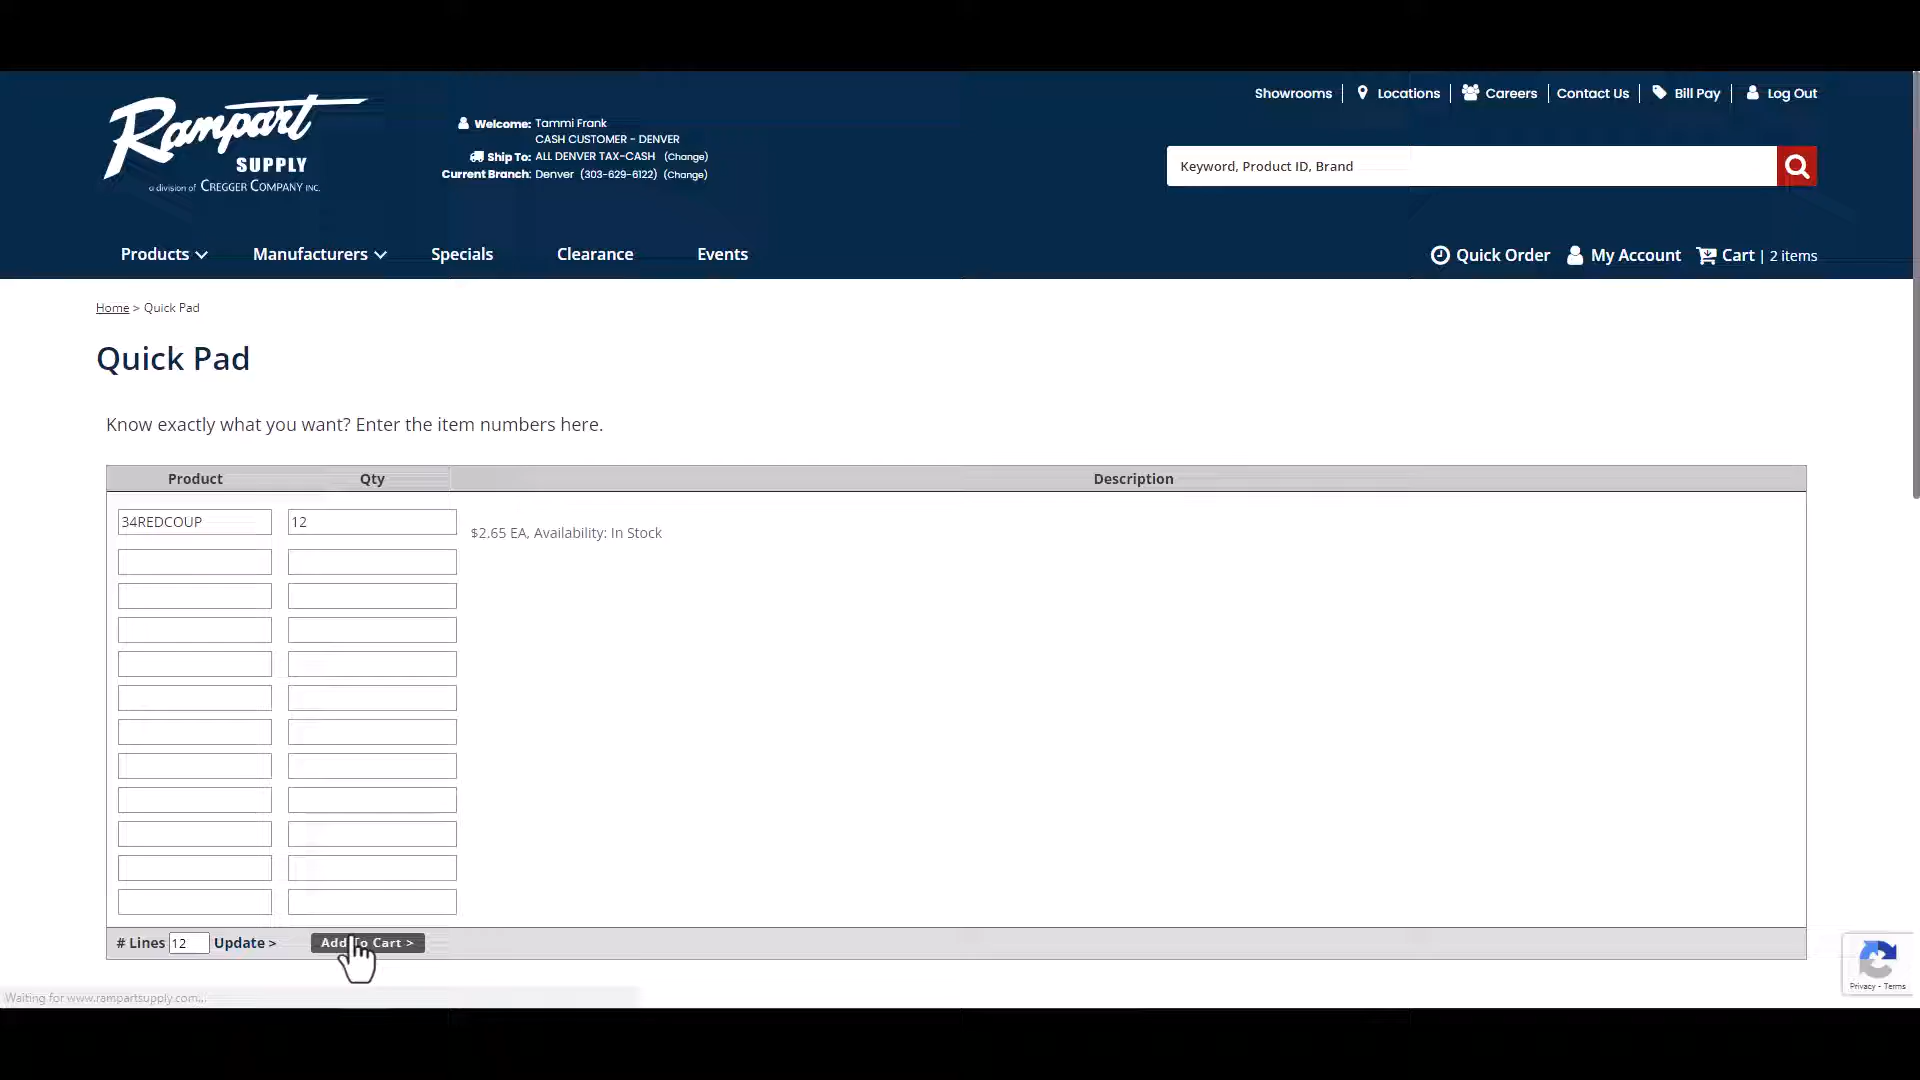 Showrooms
Locations
Careers
Contact Us
Bill Pay
Log Out
Rampart
SUPPLY
a division of CREGGER COMPANY INC.
Welcome: Tammi Frank
CASH CUSTOMER - DENVER
Ship To: ALL DENVER TAX-CASH (Change)
Current Branch: Denver (303-629-6122) (Change)
Keyword, Product ID, Brand
Products
Manufacturers
Specials
Clearance
Events
Quick Order
My Account
Cart | 2 items
Home > Quick Pad
Quick Pad
Know exactly what you want? Enter the item numbers here.
Product Qty Description
34REDCOUP 12 $2.65 EA, Availability: In Stock
# Lines 12 Update > Add To Cart >
Privacy - Terms
Waiting for www.rampartsupply.com...